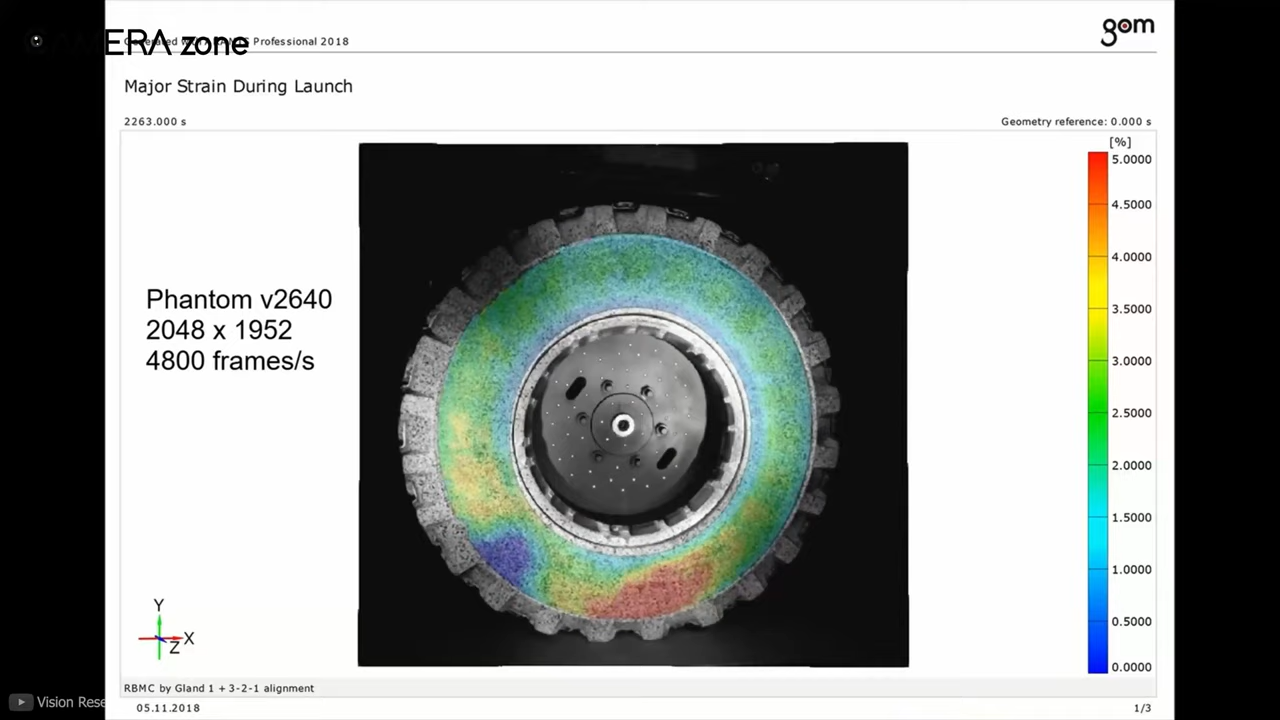 AMERA zone
Professional 2018
gom
Major Strain During Launch
2263.000 s
Geometry reference: 0.000 s
[%]
5.0000
4.5000
4.0000
3.5000
3.0000
2.5000
2.0000
1.5000
1.0000
0.5000
0.0000
Phantom v2640
2048 x 1952
4800 frames/s
Y
X
Z
RBMC by Gland 1 + 3-2-1 alignment
Vision Rese
05.11.2018
1/3